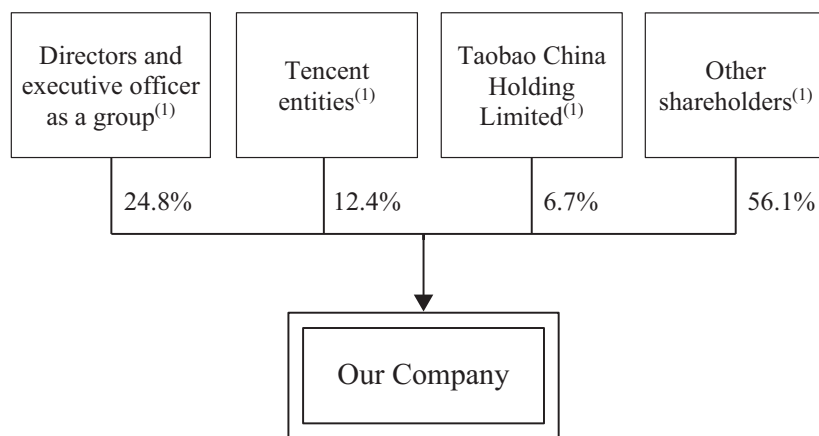 Directors and
executive officer
as a group(1)
Tencent
entities(1)
Taobao China
Holding
Limited(1)
Other
shareholders(1)
24.8%
12.4%
6.7%
56.1%
Our Company